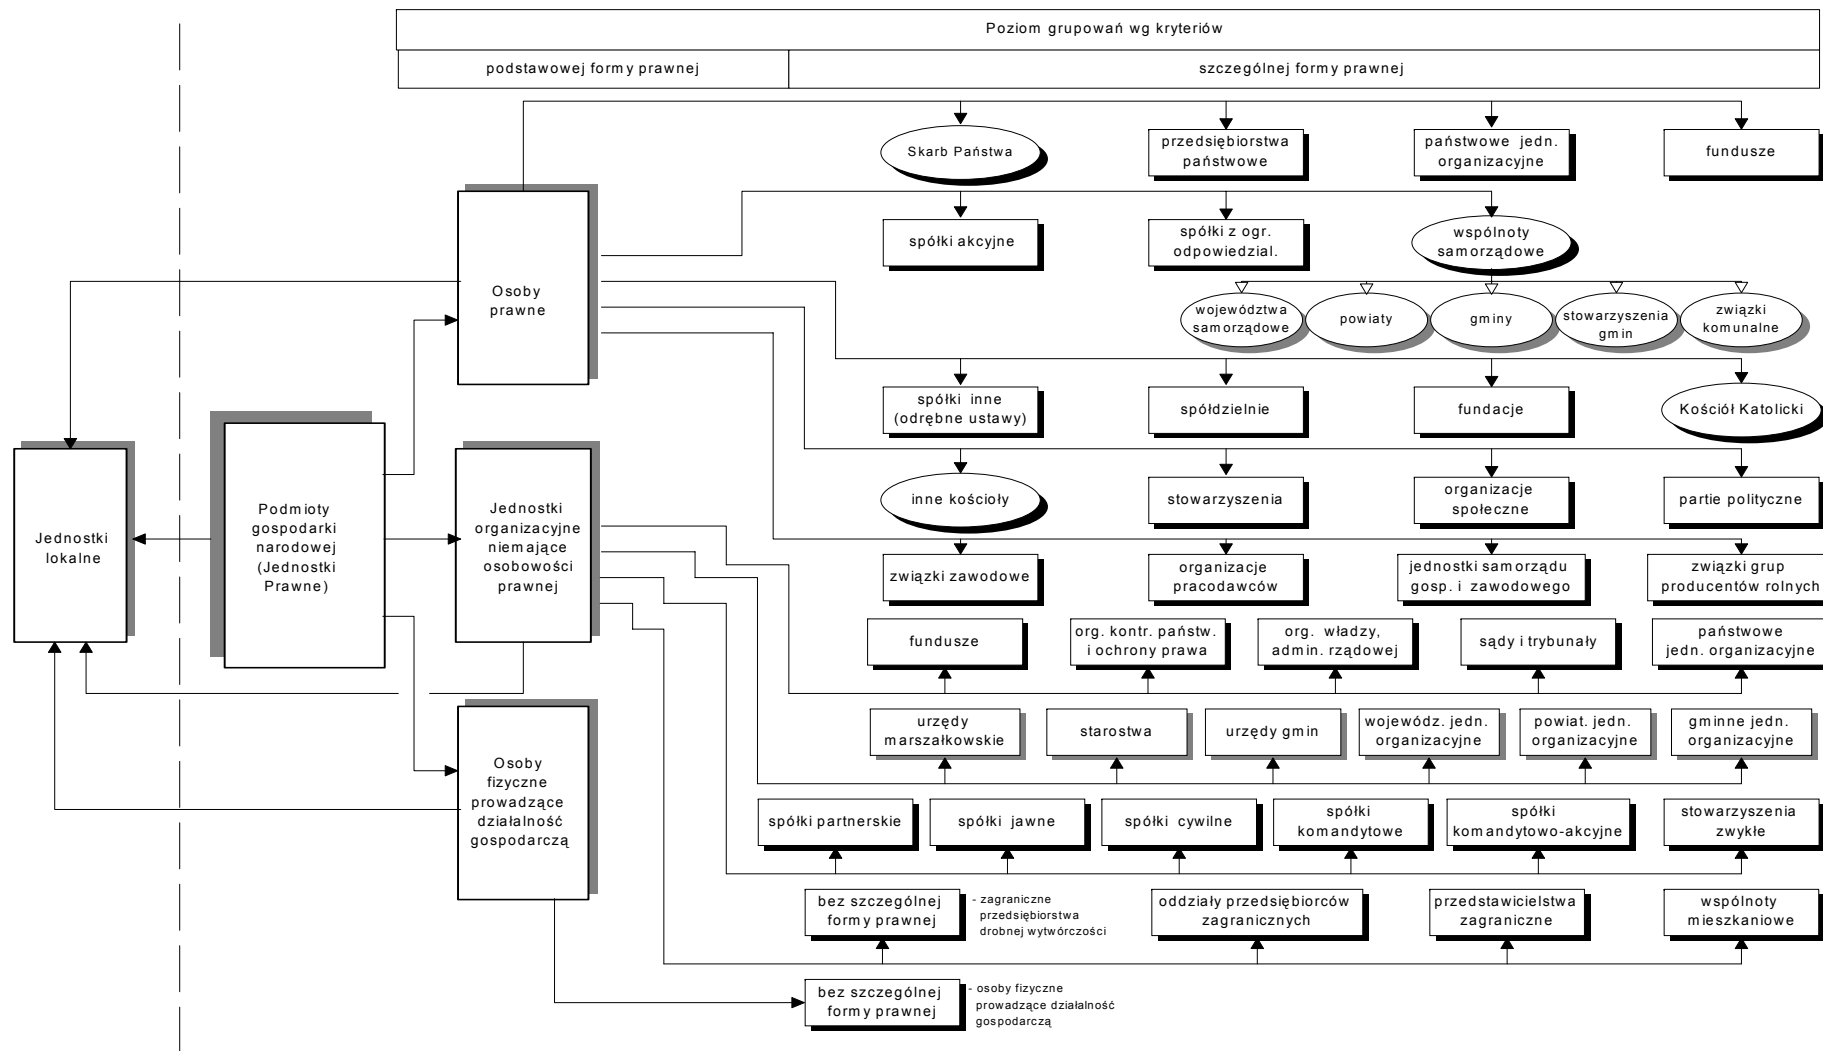 Poziom grupowań wg kryteriów
podstawowej formy prawnej
szczególnej formy prawnej
Skarb Państwa
przedsiębiorstwa
państwowe
państwowe jedn.
organizacyjne
fundusze
spółki akcyjne
spółki z ogr.
odpowiedzial.
wspólnoty
samorządowe
Osoby
prawne
województwa
samorządowe
powiaty
gminy
stowarzyszenia
gmin
związki
komunalne
spółki inne
(odrębne ustawy)
spółdzielnie
fundacje
Kościół Katolicki
inne kościoły
stowarzyszenia
organizacje
społeczne
partie polityczne
Jednostki
lokalne
Podmioty
gospodarki
narodowej
(Jednostki
Prawne)
Jednostki
organizacyjne
niemające
osobowości
prawnej
związki zawodowe
organizacje
pracodawców
jednostki samorządu
gosp. i zawodowego
związki grup
producentów rolnych
fundusze
org. kontr. państw.
i ochrony prawa
org. władzy,
admin. rządowej
sądy i trybunały
państwowe
jedn. organizacyjne
urzędy
marszałkowskie
starostwa
urzędy gmin
wojewódz. jedn.
organizacyjne
powiat. jedn.
organizacyjne
gminne jedn.
organizacyjne
Osoby
fizyczne
prowadzące
działalność
gospodarczą
spółki partnerskie
spółki jawne
spółki cywilne
spółki
komandytowe
spółki
komandytowo-akcyjne
stowarzyszenia
zwykłe
bez szczególnej
formy prawnej
- zagraniczne
przedsiębiorstwa
drobnej wytwórczości
oddziały przedsiębiorców
zagranicznych
przedstawicielstwa
zagraniczne
wspólnoty
mieszkaniowe
bez szczególnej
formy prawnej
- osoby fizyczne
prowadzące działalność
gospodarczą